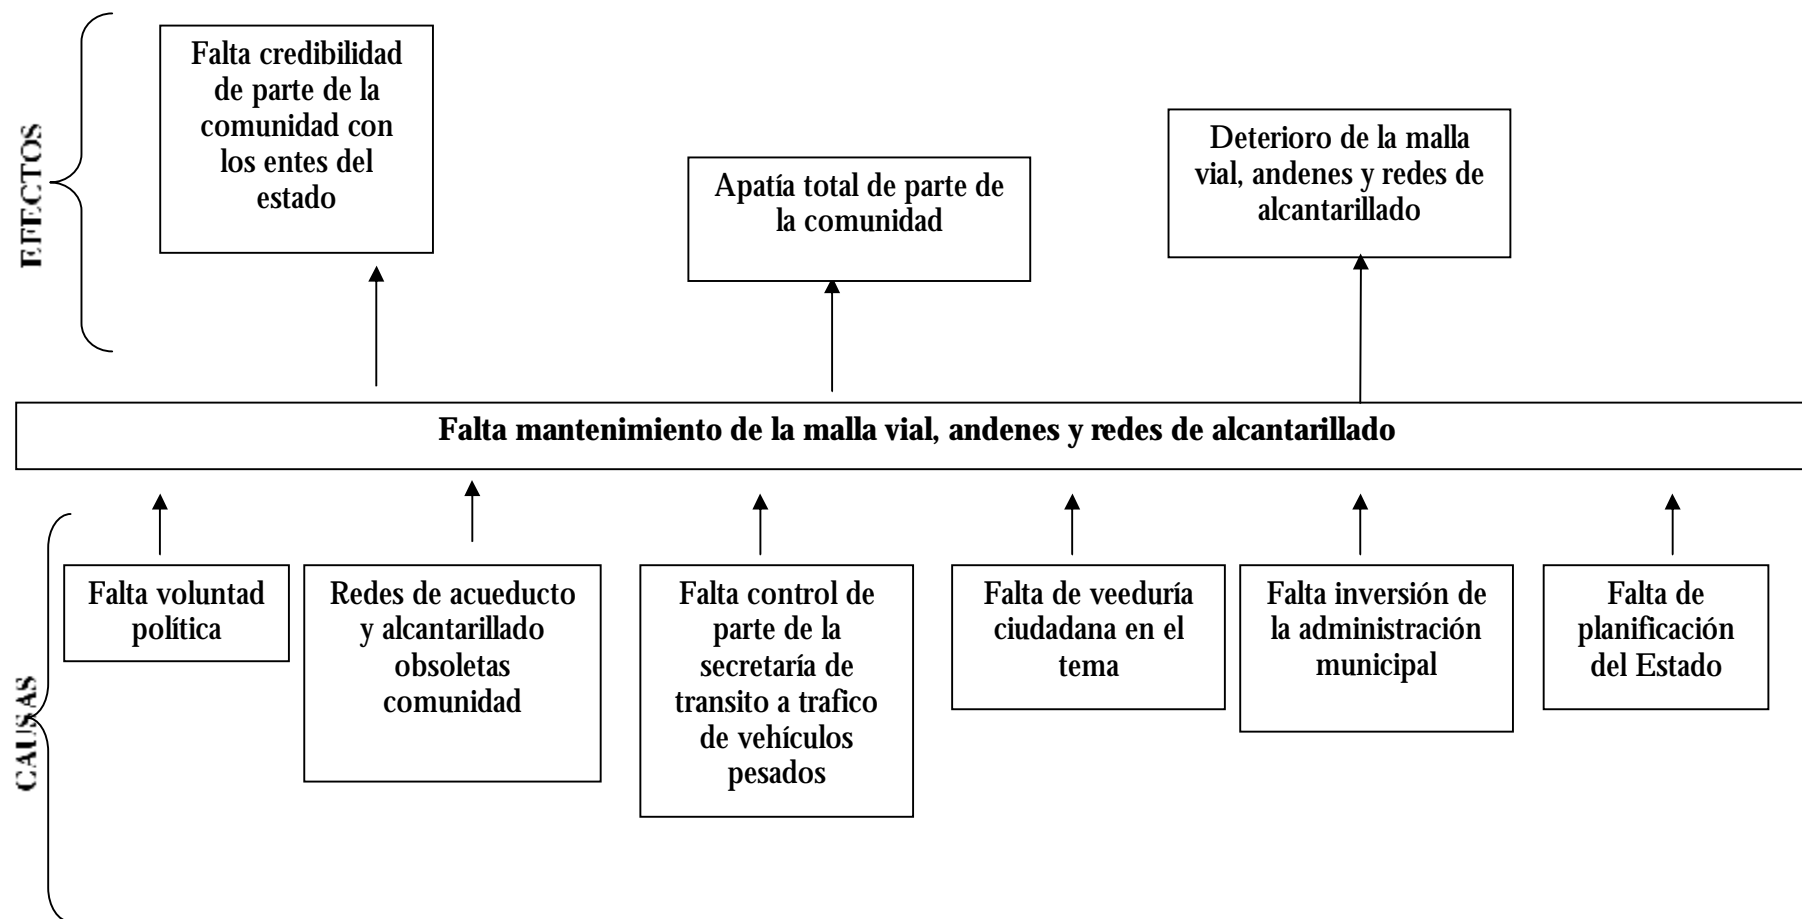 EFECTOS
Falta credibilidad
de parte de la
comunidad con
los entes del
estado
Apatía total de parte de
la comunidad
Deterioro de la malla
vial, andenes y redes de
alcantarillado
Falta mantenimiento de la malla vial, andenes y redes de alcantarillado
CAUSAS
Falta voluntad
política
Redes de acueducto
y alcantarillado
obsoletas
comunidad
Falta control de
parte de la
secretaría de
transito a trafico
de vehículos
pesados
Falta de veeduría
ciudadana en el
tema
Falta inversión de
la administración
municipal
Falta de
planificación
del Estado